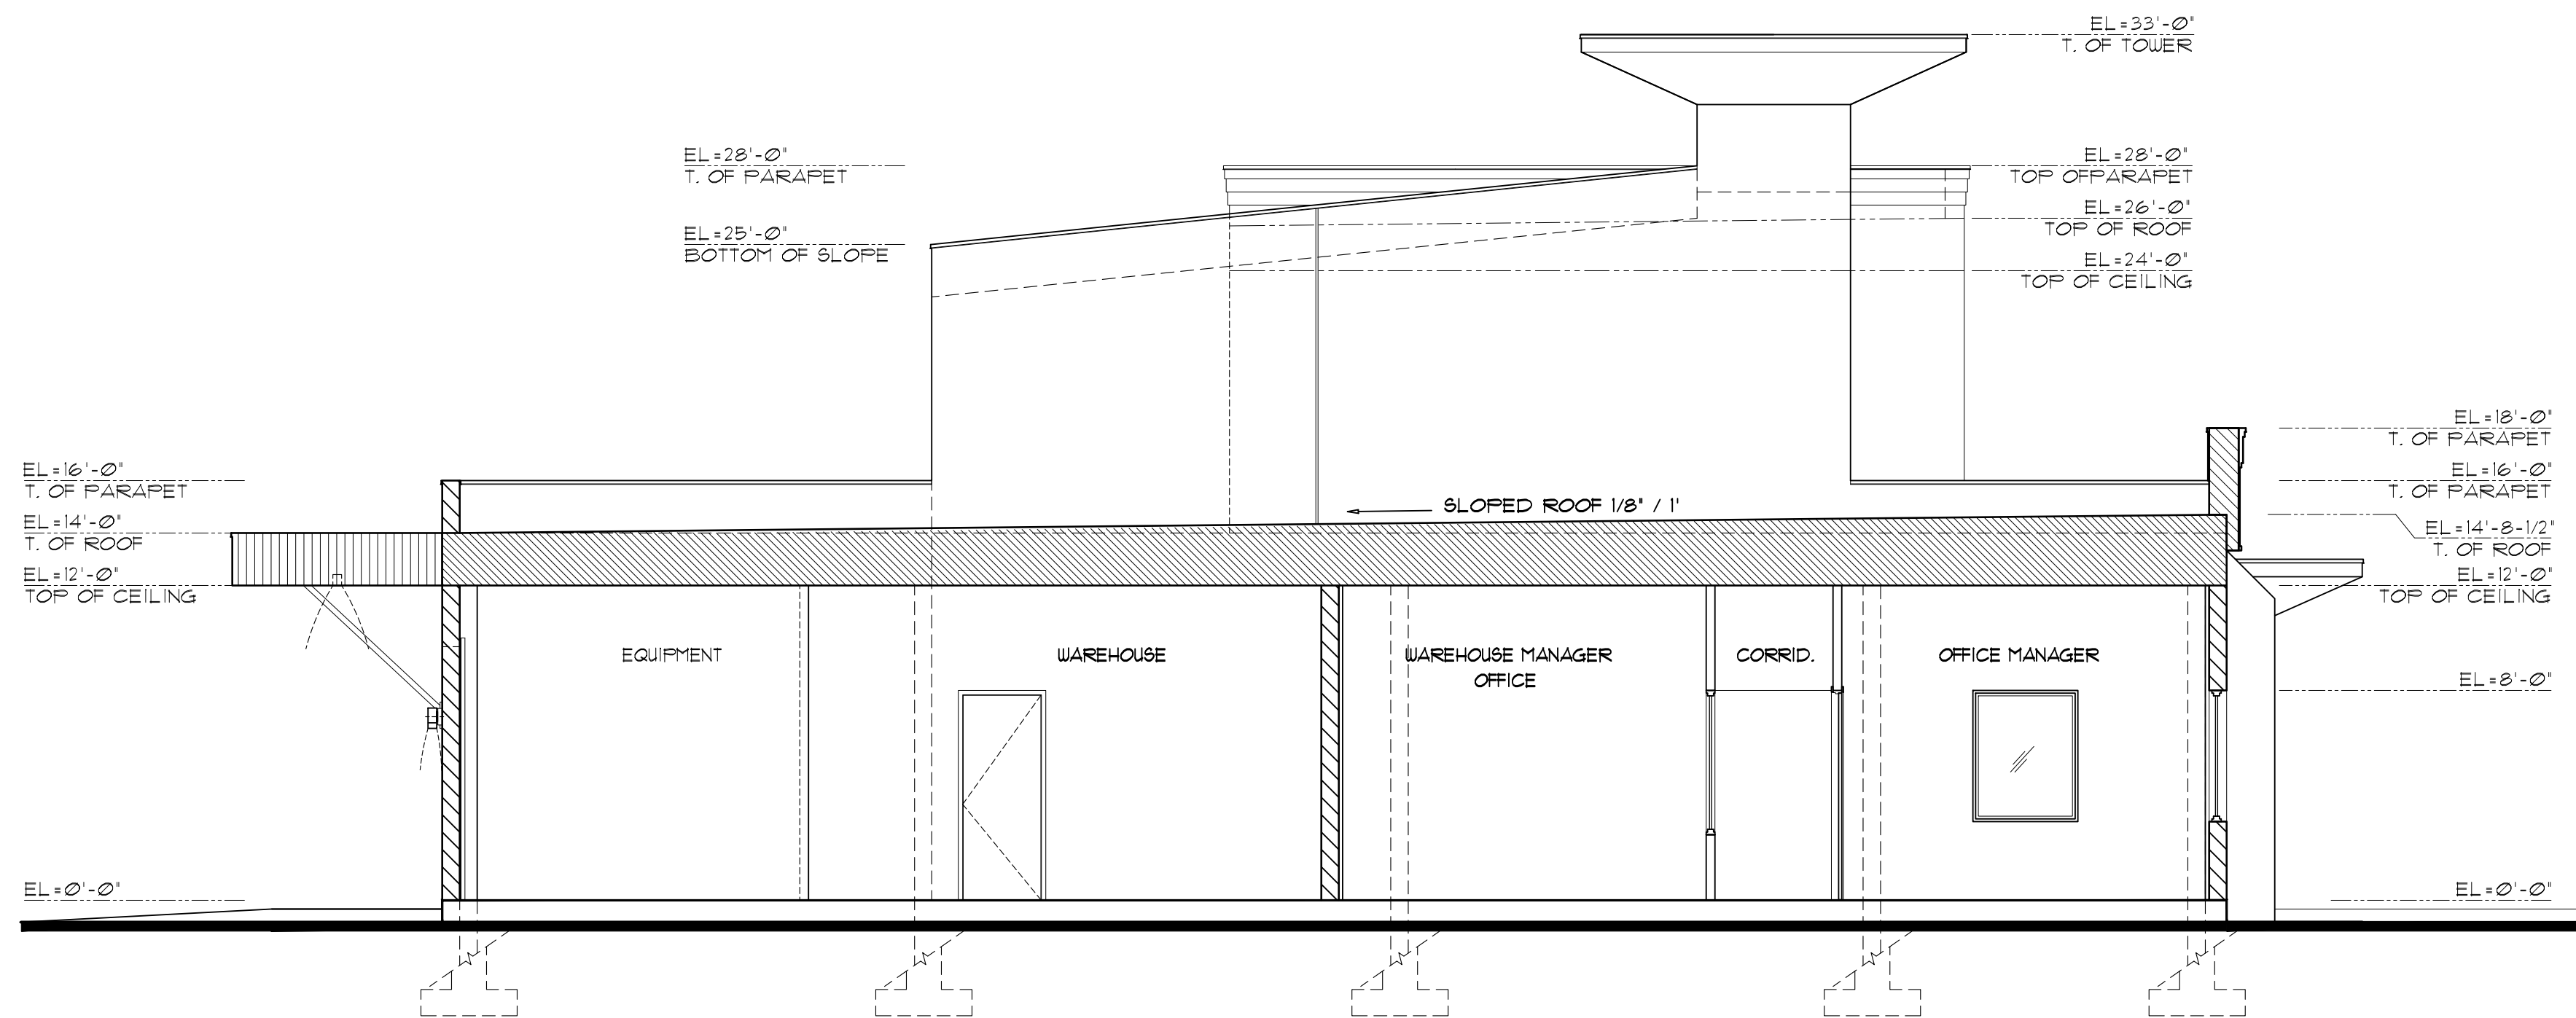 EL=33'-0"
T. OF TOWER
EL=28'-0"
T. OF PARAPET
EL=28'-0"
TOP OFPARAPET
EL=26'-0"
TOP OF ROOF
EL=25'-0"
BOTTOM OF SLOPE
EL=24'-0"
TOP OF CEILING
EL=18'-0"
T. OF PARAPET
EL=16'-0"
T. OF PARAPET
EL=16'-0"
T. OF PARAPET
SLOPED ROOF 1/8" / 1'
EL=14'-0"
T. OF ROOF
EL=14'-8-1/2"
T. OF ROOF
EL=12'-0"
TOP OF CEILING
EL=12'-0"
TOP OF CEILING
EQUIPMENT
WAREHOUSE
WAREHOUSE MANAGER
OFFICE
CORRID.
OFFICE MANAGER
EL=8'-0"
EL=0'-0"
EL=0'-0"